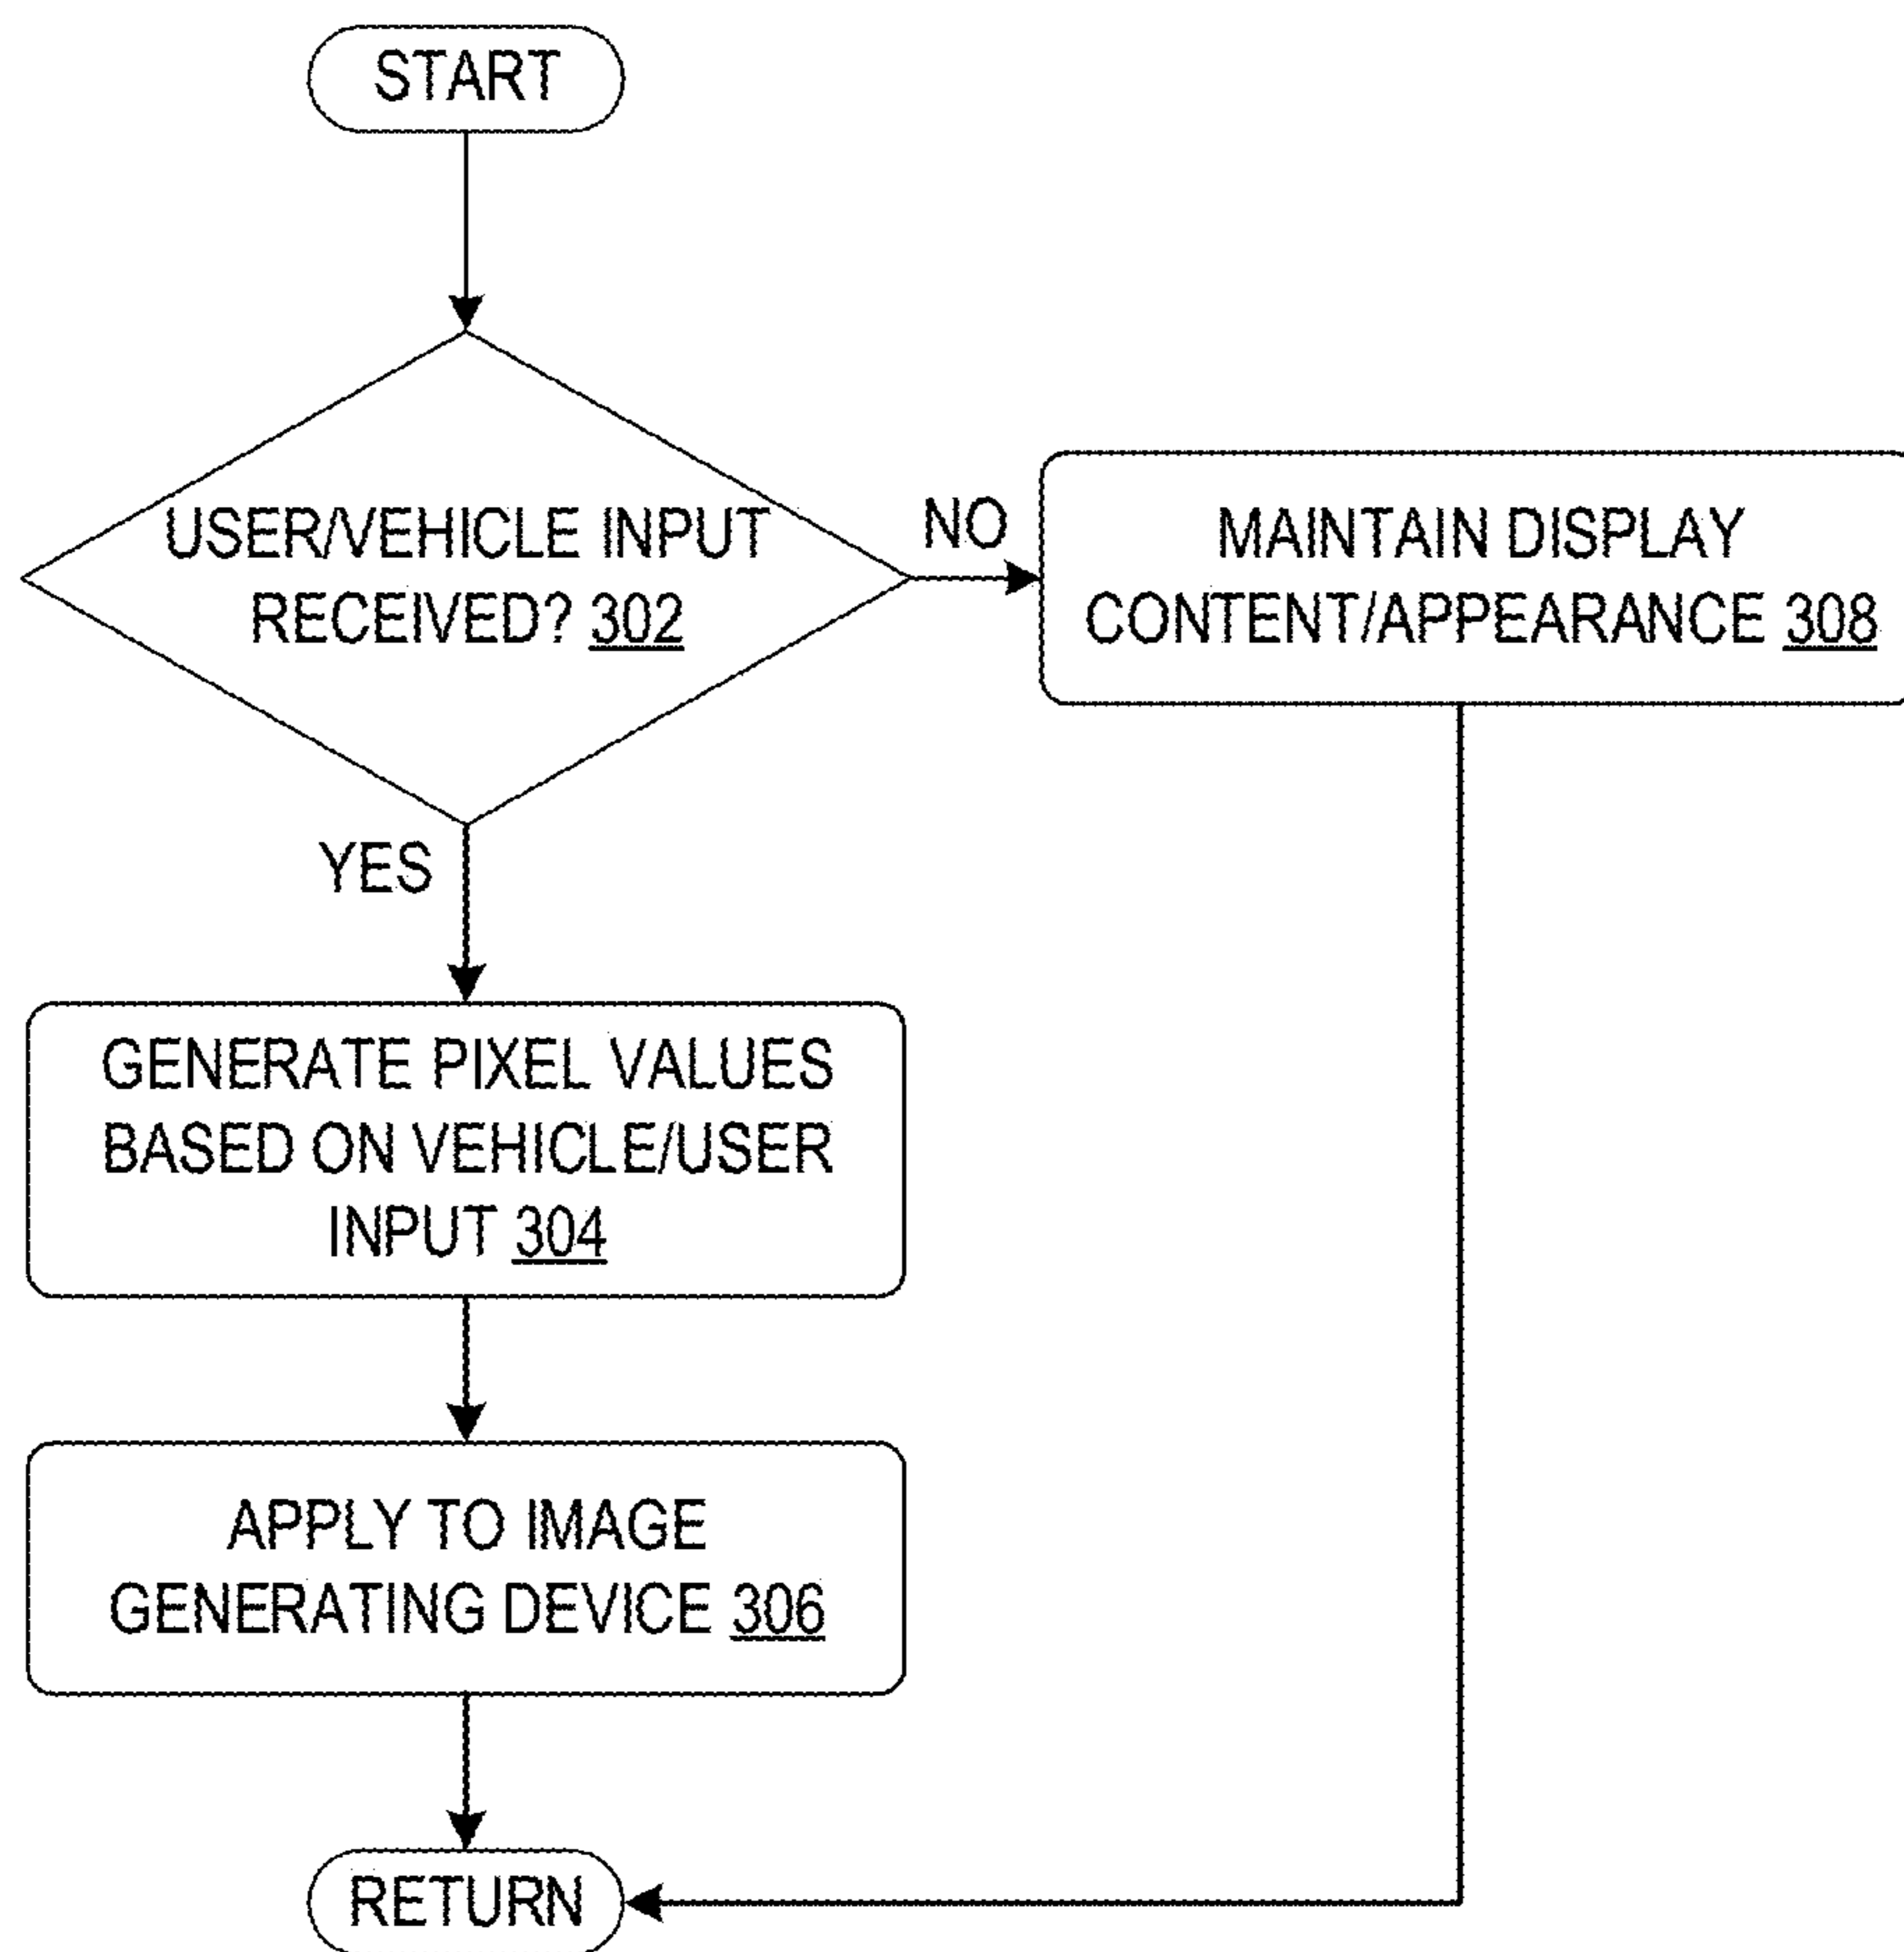 START
USER/VEHICLE INPUT
RECEIVED? 302
NO
MAINTAIN DISPLAY
CONTENT/APPEARANCE 308
YES
GENERATE PIXEL VALUES
BASED ON VEHICLE/USER
INPUT 304
APPLY TO IMAGE
GENERATING DEVICE 306
RETURN